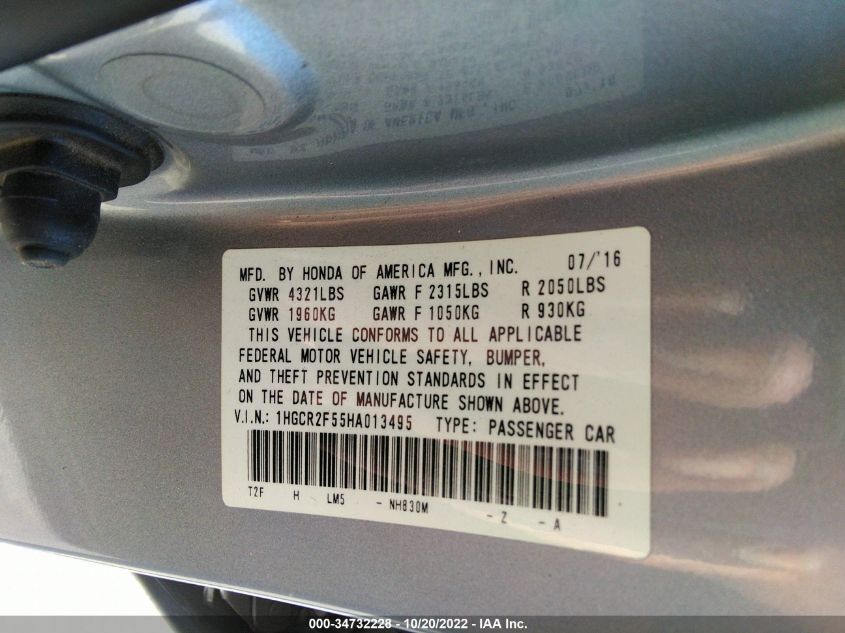 MFD. BY HONDA OF AMERICA MFG., INC. 07/'16
GVWR 4321LBS GAWR F 2315LBS R 2050LBS
GVWR 1960KG GAWR F 1050KG R 930KG
THIS VEHICLE CONFORMS TO ALL APPLICABLE
FEDERAL MOTOR VEHICLE SAFETY, BUMPER,
AND THEFT PREVENTION STANDARDS IN EFFECT
ON THE DATE OF MANUFACTURE SHOWN ABOVE.
V.I.N.: 1HGCR2F55HA013495 TYPE: PASSENGER CAR
T2F H LM5 - NH830M - Z - A
000-34732228 - 10/20/2022 - IAA Inc.